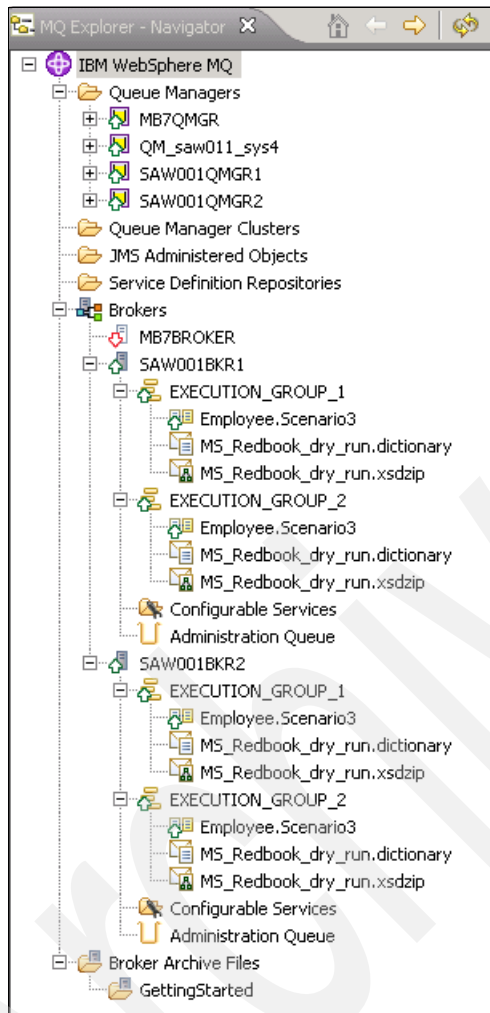 MQ Explorer - Navigator
IBM WebSphere MQ
Queue Managers
MB7QMGR
QM_saw011_sys4
SAW001QMGR1
SAW001QMGR2
Queue Manager Clusters
JMS Administered Objects
Service Definition Repositories
Brokers
MB7BROKER
SAW001BKR1
EXECUTION_GROUP_1
Employee.Scenario3
MS_Redbook_dry_run.dictionary
MS_Redbook_dry_run.xsdzip
EXECUTION_GROUP_2
Employee.Scenario3
MS_Redbook_dry_run.dictionary
MS_Redbook_dry_run.xsdzip
Configurable Services
Administration Queue
SAW001BKR2
EXECUTION_GROUP_1
Employee.Scenario3
MS_Redbook_dry_run.dictionary
MS_Redbook_dry_run.xsdzip
EXECUTION_GROUP_2
Employee.Scenario3
MS_Redbook_dry_run.dictionary
MS_Redbook_dry_run.xsdzip
Configurable Services
Administration Queue
Broker Archive Files
GettingStarted